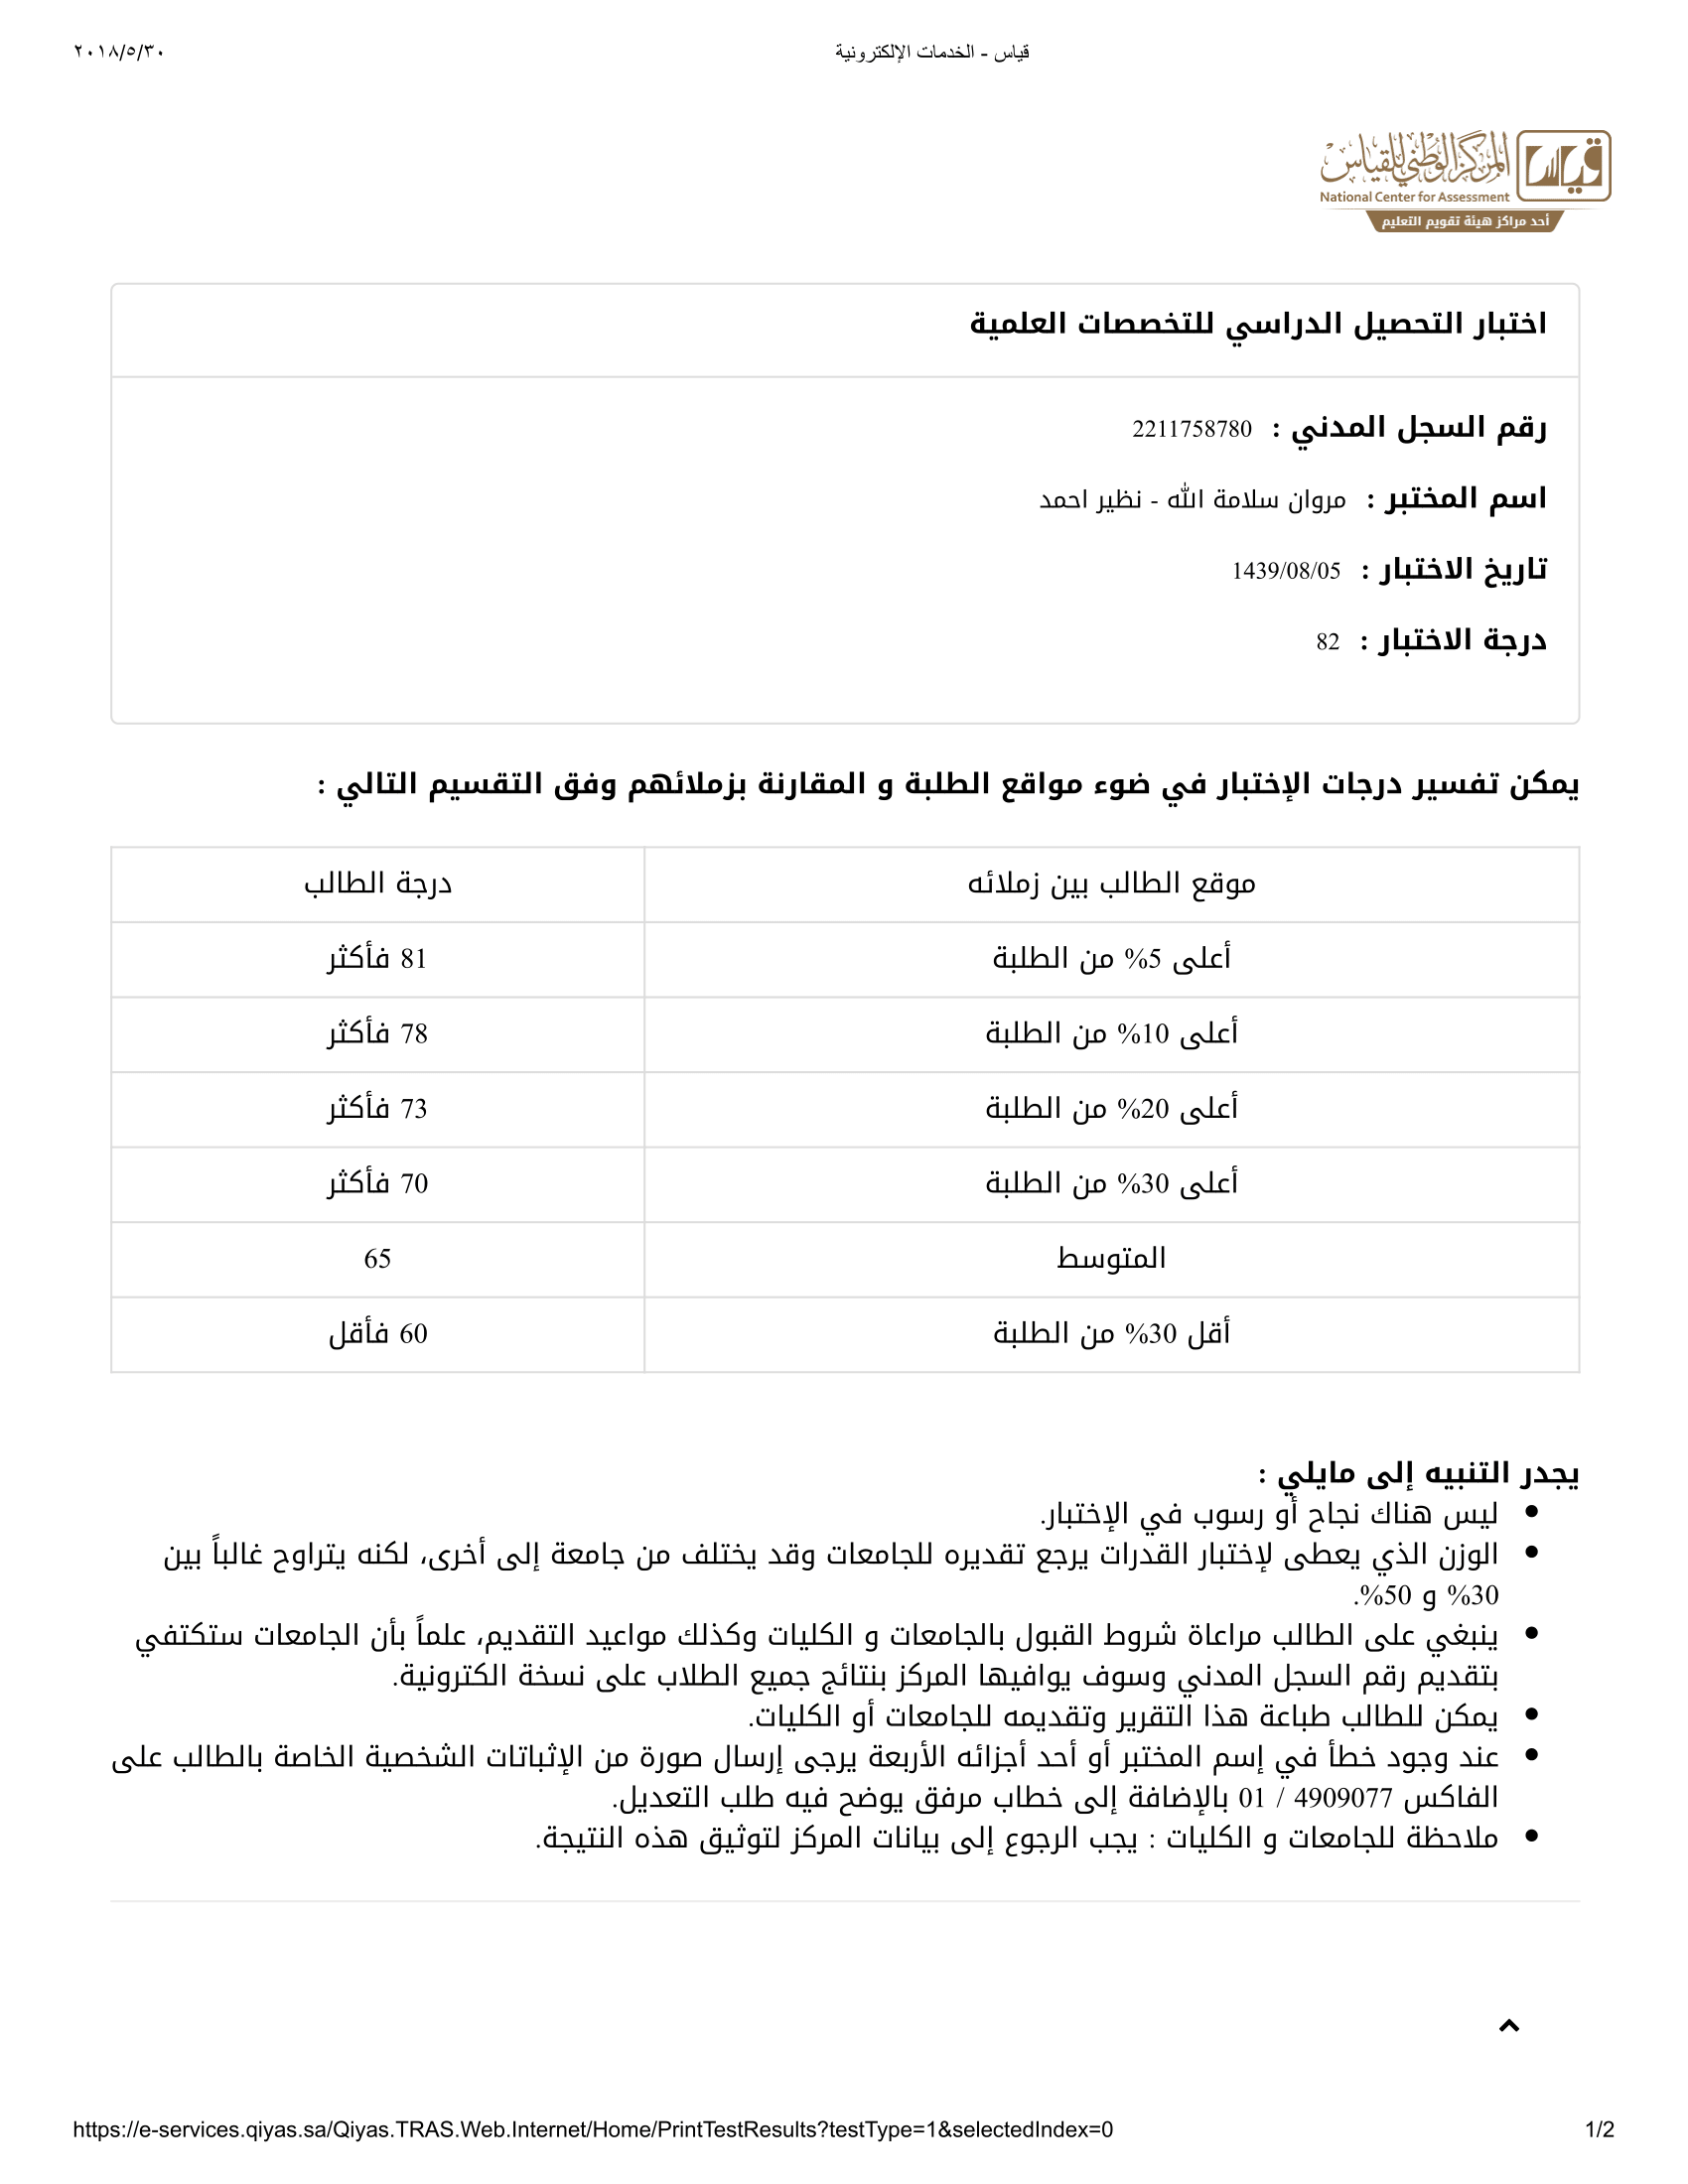 ٢٠١٨/٥/٣٠
قياس - الخدمات الإلكترونية
المركز الوطني للقياس
قياس
National Center for Assessment
أحد مراكز هيئة تقويم التعليم
اختبار التحصيل الدراسي للتخصصات العلمية
رقم السجل المدني : 2211758780
اسم المختبر : مروان سلامة الله - نظير احمد
تاريخ الاختبار : 1439/08/05
درجة الاختبار : 82
يمكن تفسير درجات الإختبار في ضوء مواقع الطلبة و المقارنة بزملائهم وفق التقسيم التالي :
موقع الطالب بين زملائه درجة الطالب
أعلى 5% من الطلبة 81 فأكثر
أعلى 10% من الطلبة 78 فأكثر
أعلى 20% من الطلبة 73 فأكثر
أعلى 30% من الطلبة 70 فأكثر
المتوسط 65
أقل 30% من الطلبة 60 فأقل
يجدر التنبيه إلى مايلي :
• ليس هناك نجاح أو رسوب في الإختبار.
• الوزن الذي يعطى لإختبار القدرات يرجع تقديره للجامعات وقد يختلف من جامعة إلى أخرى، لكنه يتراوح غالباً بين
30% و 50%.
• ينبغي على الطالب مراعاة شروط القبول بالجامعات و الكليات وكذلك مواعيد التقديم، علماً بأن الجامعات ستكتفي
بتقديم رقم السجل المدني وسوف يوافيها المركز بنتائج جميع الطلاب على نسخة الكترونية.
• يمكن للطالب طباعة هذا التقرير وتقديمه للجامعات أو الكليات.
• عند وجود خطأ في إسم المختبر أو أحد أجزائه الأربعة يرجى إرسال صورة من الإثباتات الشخصية الخاصة بالطالب على
الفاكس 4909077 / 01 بالإضافة إلى خطاب مرفق يوضح فيه طلب التعديل.
• ملاحظة للجامعات و الكليات : يجب الرجوع إلى بيانات المركز لتوثيق هذه النتيجة.
https://e-services.qiyas.sa/Qiyas.TRAS.Web.Internet/Home/PrintTestResults?testType=1&selectedIndex=0
1/2